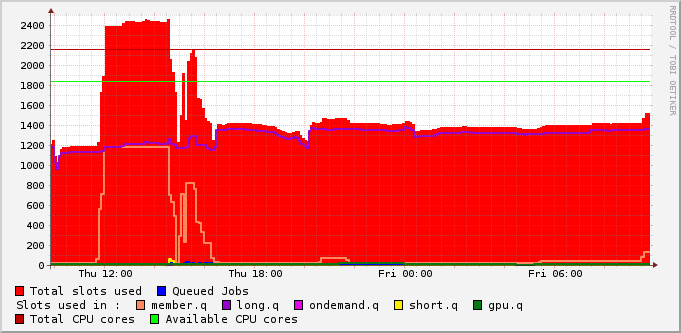 2400
2200
2000
1800
1600
1400
1200
1000
800
600
400
200
0
Thu 12:00 Thu 18:00 Fri 00:00 Fri 06:00
Total slots used Queued Jobs
Slots used in : member.q long.q ondemand.q short.q gpu.q
Total CPU cores Available CPU cores
RRDTOOL / TOBI OETIKER